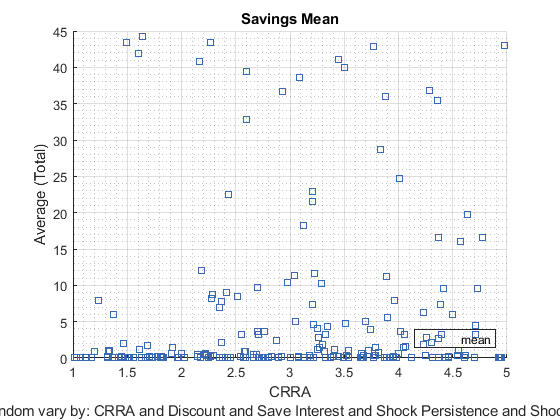 Savings Mean
Average (Total)
45
40
35
30
25
20
15
10
5
0
mean
1 1.5 2 2.5 3 3.5 4 4.5 5
CRRA
ndom vary by: CRRA and Discount and Save Interest and Shock Persistence and Sho